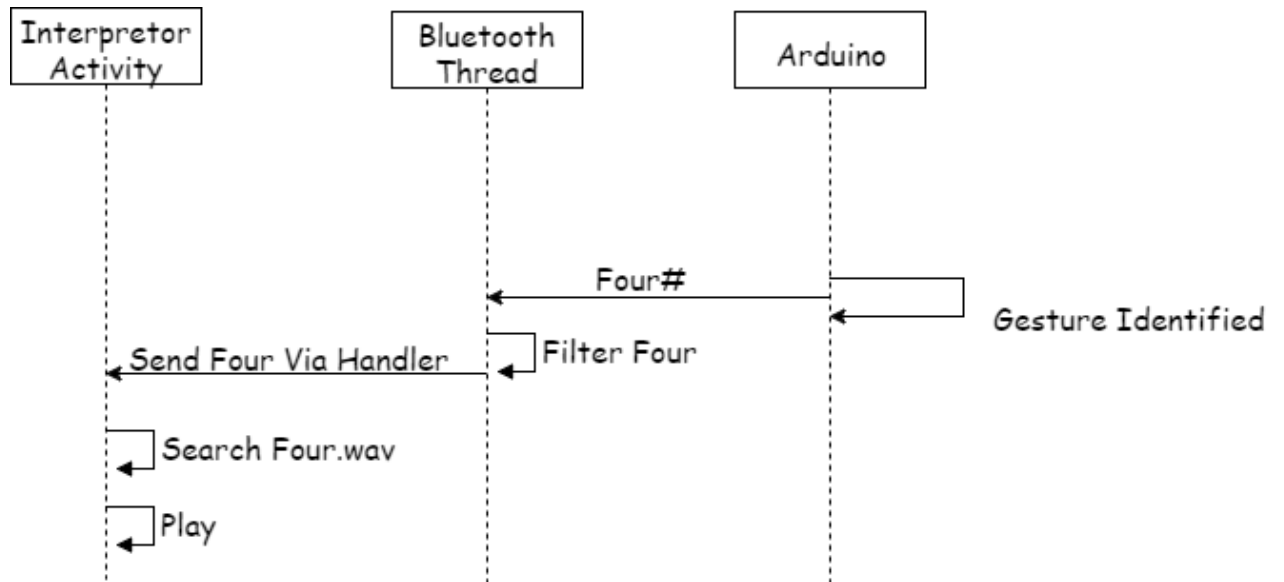 Interpretor
Activity
Bluetooth
Thread
Arduino
Four#
Gesture Identified
Send Four Via Handler
Filter Four
Search Four.wav
Play